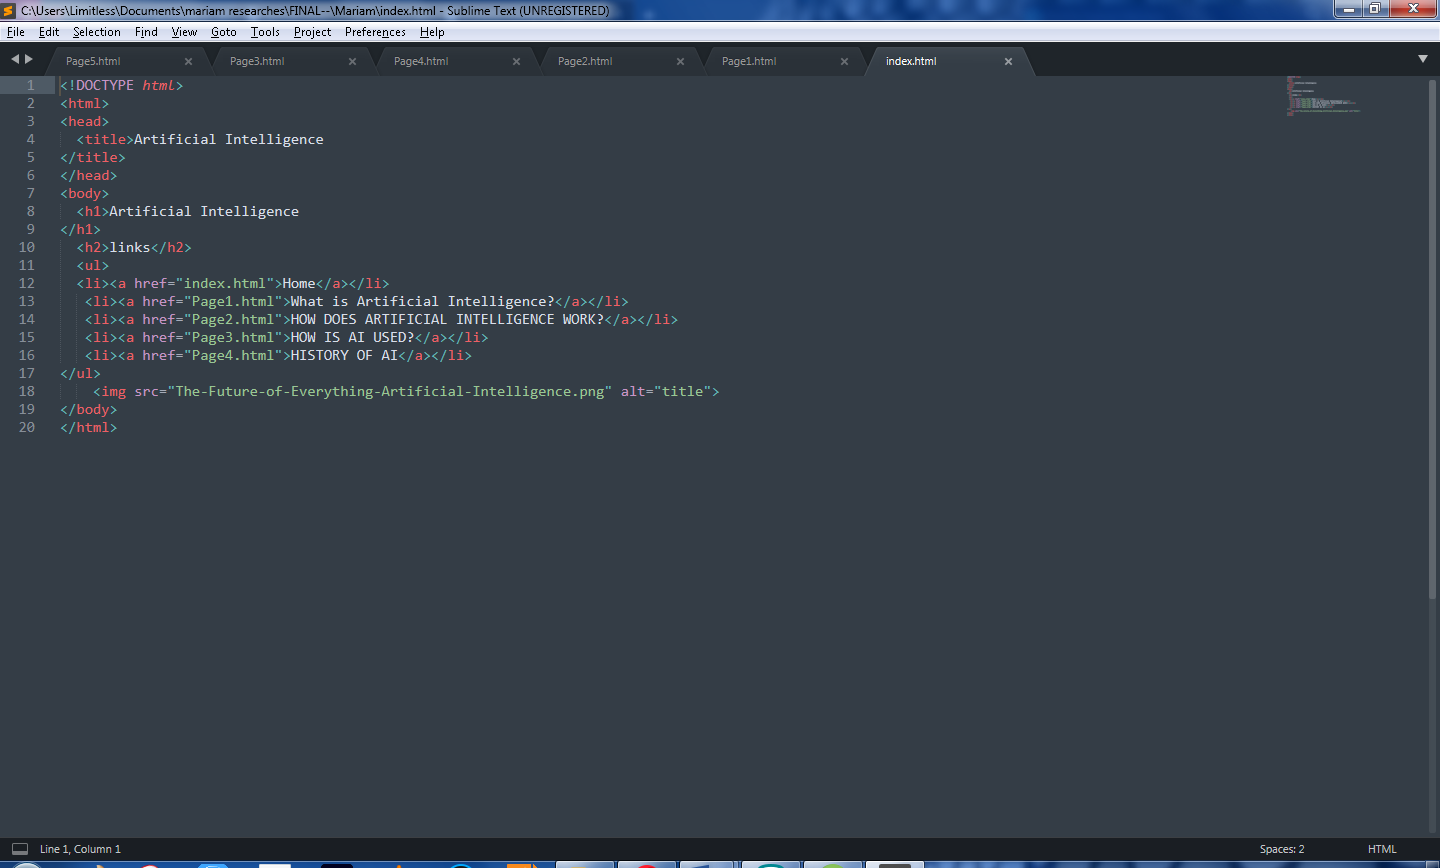 C:\Users\Limitless\Documents\mariam researches\FINAL--\Mariam\index.html - Sublime Text (UNREGISTERED)
File Edit Selection Find View Goto Tools Project Preferences Help
Page5.html Page3.html Page4.html Page2.html Page1.html index.html
1 <!DOCTYPE html>
2 <html>
3 <head>
4 <title>Artificial Intelligence
5 </title>
6 </head>
7 <body>
8 <h1>Artificial Intelligence
9 </h1>
10 <h2>links</h2>
11 <ul>
12 <li><a href="index.html">Home</a></li>
13 <li><a href="Page1.html">What is Artificial Intelligence?</a></li>
14 <li><a href="Page2.html">HOW DOES ARTIFICIAL INTELLIGENCE WORK?</a></li>
15 <li><a href="Page3.html">HOW IS AI USED?</a></li>
16 <li><a href="Page4.html">HISTORY OF AI</a></li>
17 </ul>
18 <img src="The-Future-of-Everything-Artificial-Intelligence.png" alt="title">
19 </body>
20 </html>
Line 1, Column 1 Spaces: 2 HTML